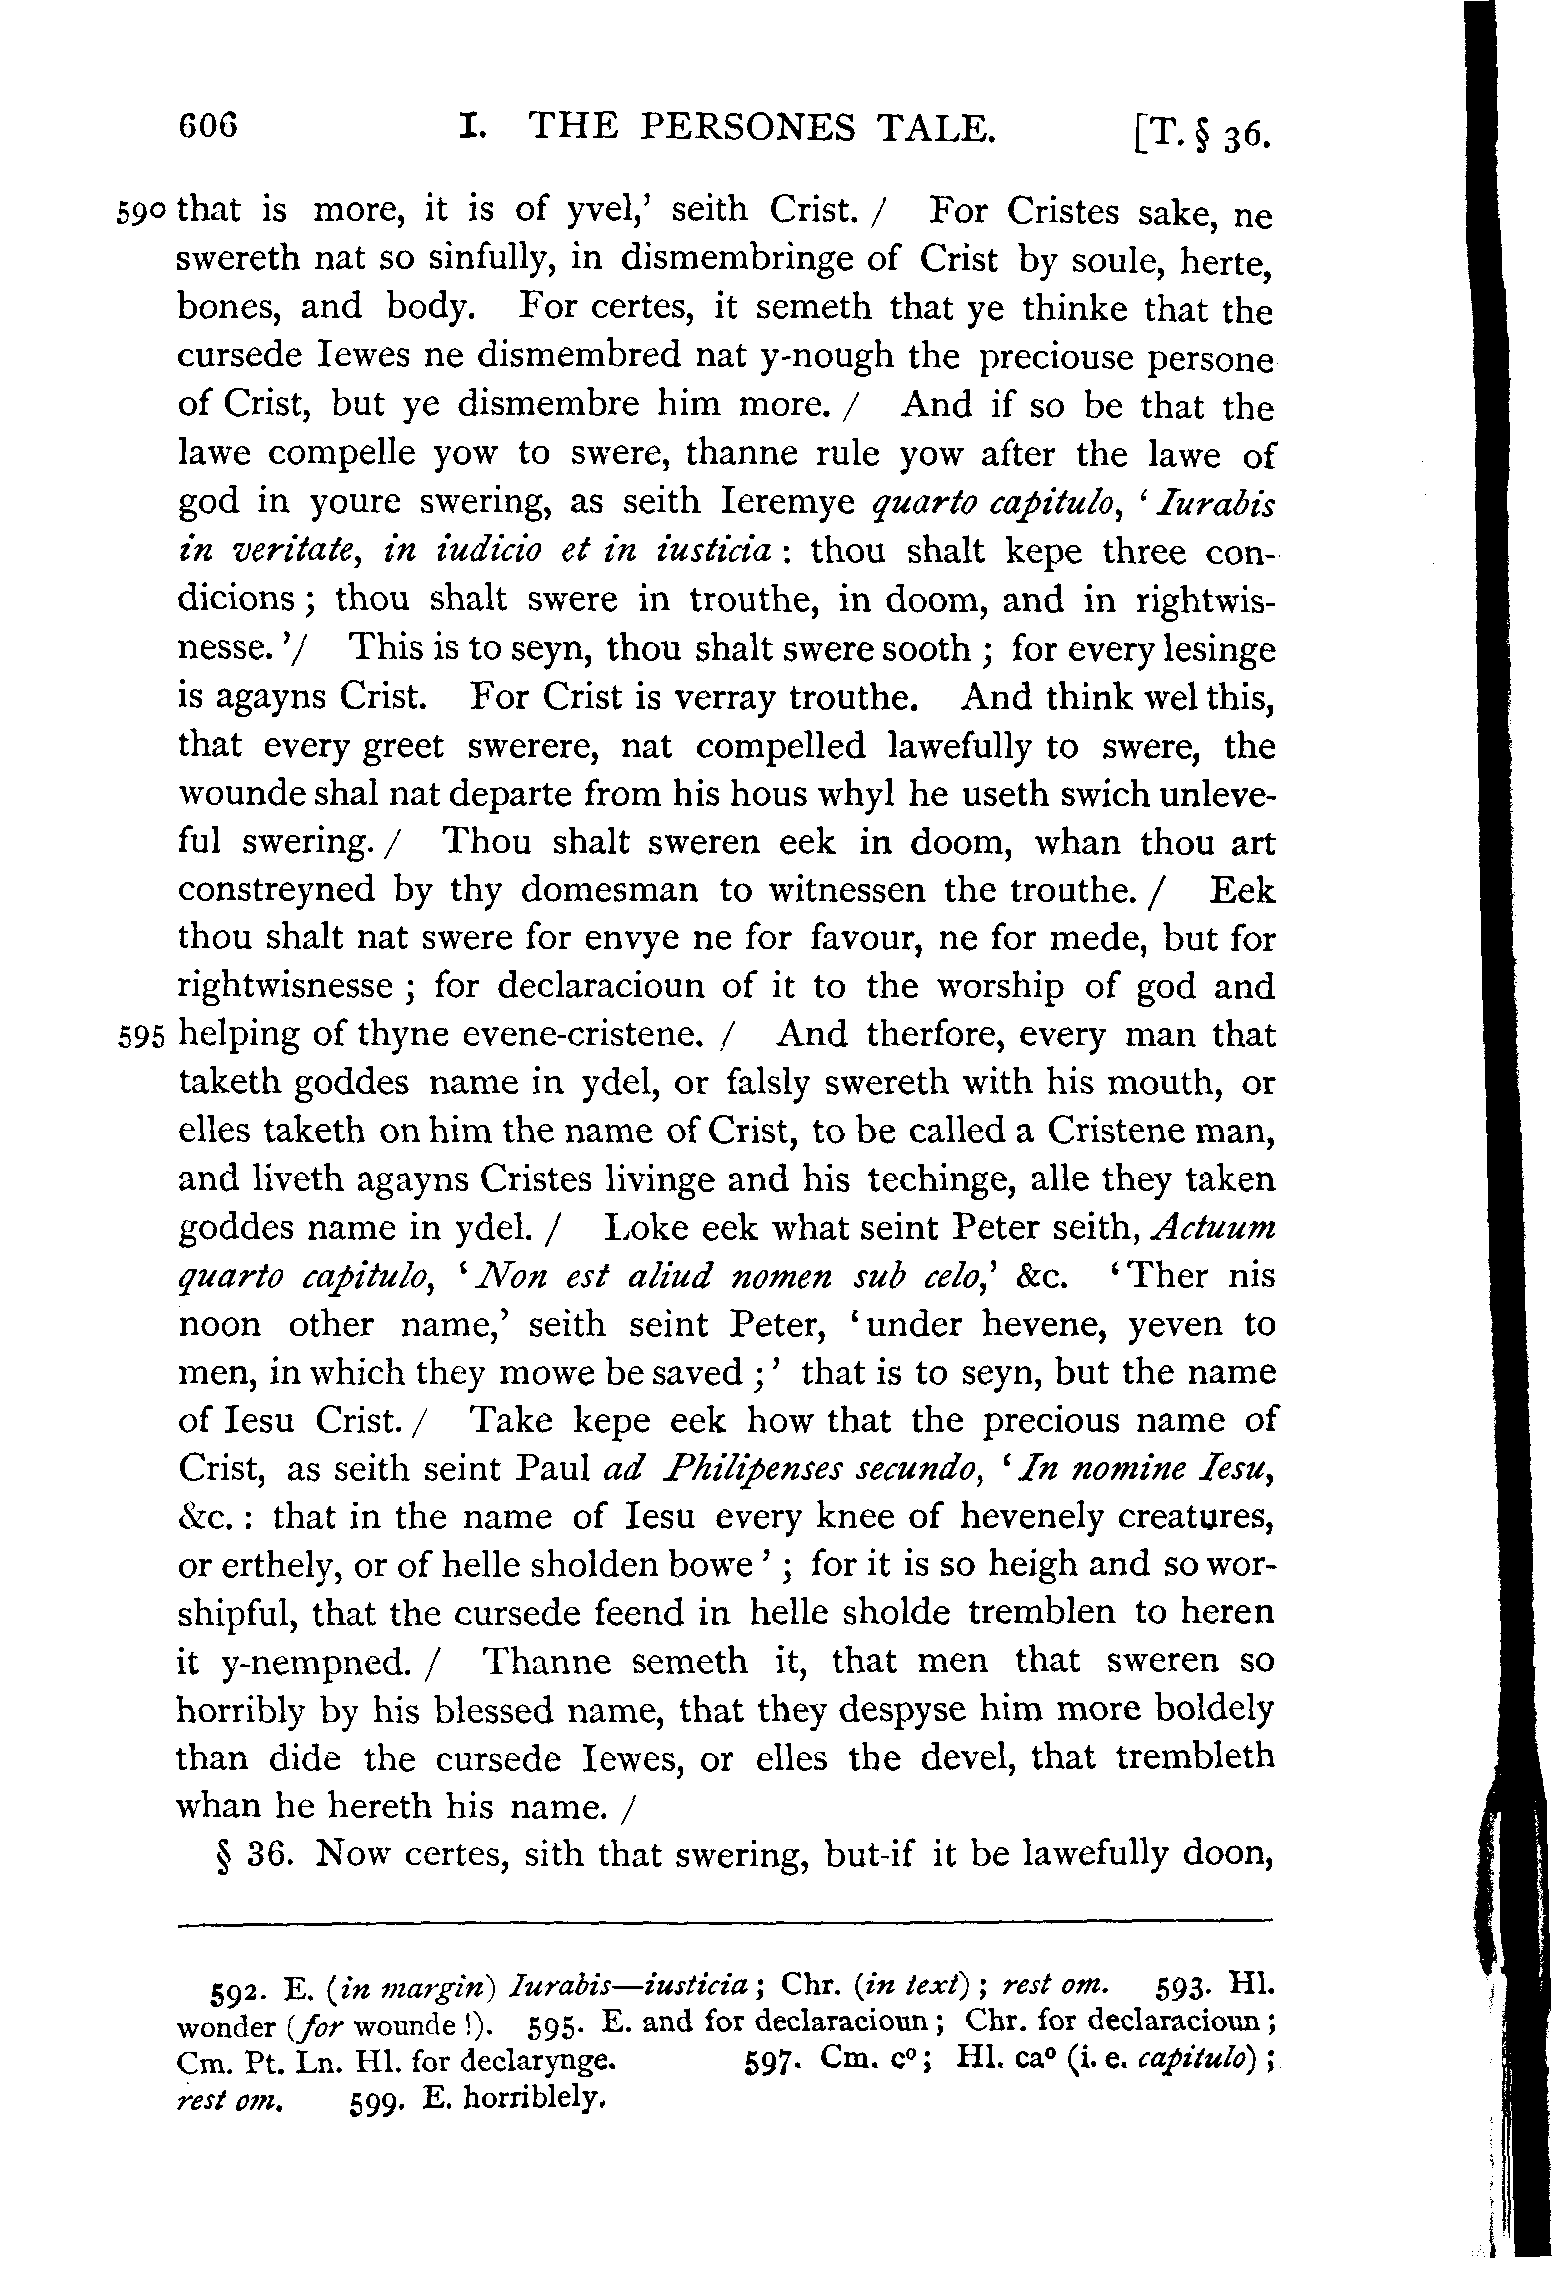 606 I. THE PERSONES TALE. [T. § 36.
590 that is more, it is of yvel,’ seith Crist. / For Cristes sake, ne
swereth nat so sinfully, in dismembringe of Crist by soule, herte,
bones, and body. For certes, it semeth that ye thinke that the
cursede Iewes ne dismembred nat y-nough the preciouse persone
of Crist, but ye dismembre him more. / And if so be that the
lawe compelle yow to swere, thanne rule yow after the lawe of
god in youre swering, as seith Ieremye quarto capitulo, ‘Iurabis
in veritate, in iudicio et in iusticia : thou shalt kepe three con-
dicions ; thou shalt swere in trouthe, in doom, and in rightwis-
nesse.’/ This is to seyn, thou shalt swere sooth ; for every lesinge
is agayns Crist. For Crist is verray trouthe. And think wel this,
that every greet swerere, nat compelled lawefully to swere, the
wounde shal nat departe from his hous whyl he useth swich unleve-
ful swering. / Thou shalt sweren eek in doom, whan thou art
constreyned by thy domesman to witnessen the trouthe. / Eek
thou shalt nat swere for envye ne for favour, ne for mede, but for
rightwisnesse ; for declaracioun of it to the worship of god and
595 helping of thyne evene-cristene. / And therfore, every man that
taketh goddes name in ydel, or falsly swereth with his mouth, or
elles taketh on him the name of Crist, to be called a Cristene man,
and liveth agayns Cristes livinge and his techinge, alle they taken
goddes name in ydel. / Loke eek what seint Peter seith, Actuum
quarto capitulo, ‘Non est aliud nomen sub celo,’ &c. ‘Ther nis
noon other name,’ seith seint Peter, ‘under hevene, yeven to
men, in which they mowe be saved ;’ that is to seyn, but the name
of Iesu Crist. / Take kepe eek how that the precious name of
Crist, as seith seint Paul ad Philipenses secundo, ‘In nomine Iesu,
&c. : that in the name of Iesu every knee of hevenely creatures,
or erthely, or of helle sholden bowe’ ; for it is so heigh and so wor-
shipful, that the cursede feend in helle sholde tremblen to heren
it y-nempned. / Thanne semeth it, that men that sweren so
horribly by his blessed name, that they despyse him more boldely
than dide the cursede Iewes, or elles the devel, that trembleth
whan he hereth his name. /
§ 36. Now certes, sith that swering, but-if it be lawefully doon,
592. E. (in margin) Iurabis—iusticia ; Chr. (in text) ; rest om. 593. Hl.
wonder (for wounde !). 595. E. and for declaracioun ; Chr. for declaracioun ;
Cm. Pt. Ln. Hl. for declarynge. 597. Cm. cº ; Hl. caº (i. e. capitulo) ;
rest om. 599. E. horriblely.